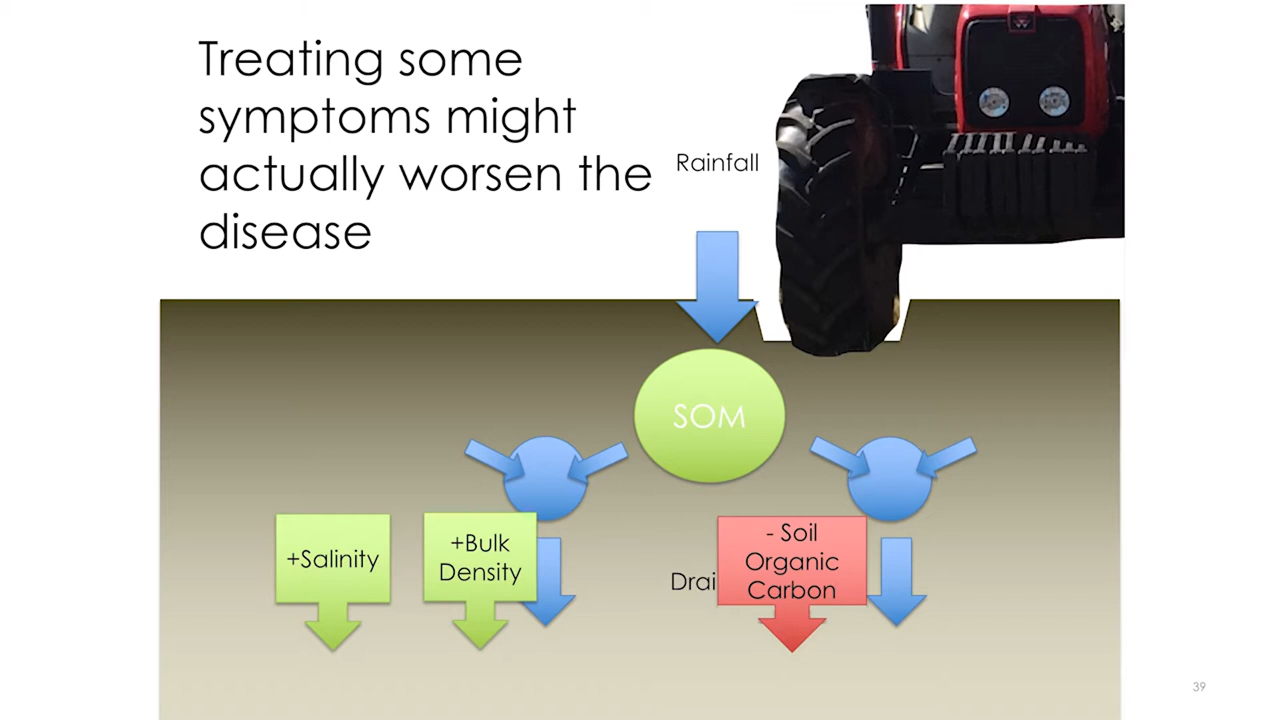 Treating some
symptoms might
actually worsen the
disease
Rainfall
SOM
+Salinity
+Bulk
Density
Drai
- Soil
Organic
Carbon
39